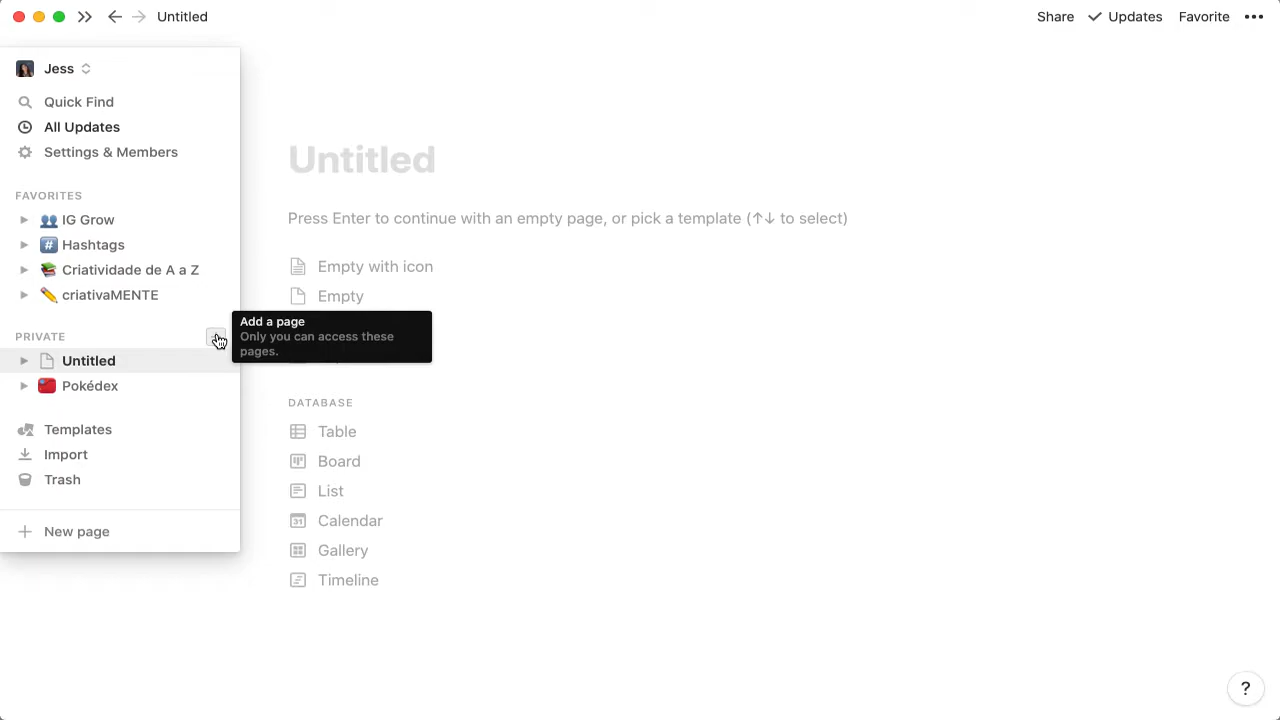 Untitled
Share
Updates
Favorite
Jess
Quick Find
All Updates
Settings & Members
FAVORITES
IG Grow
# Hashtags
Criatividade de A a Z
criativaMENTE
PRIVATE
Untitled
Pokédex
Templates
Import
Trash
New page
Untitled
Press Enter to continue with an empty page, or pick a template (↑↓ to select)
Empty with icon
Empty
Add a page
Only you can access these
pages.
DATABASE
Table
Board
List
31 Calendar
Gallery
Timeline
?